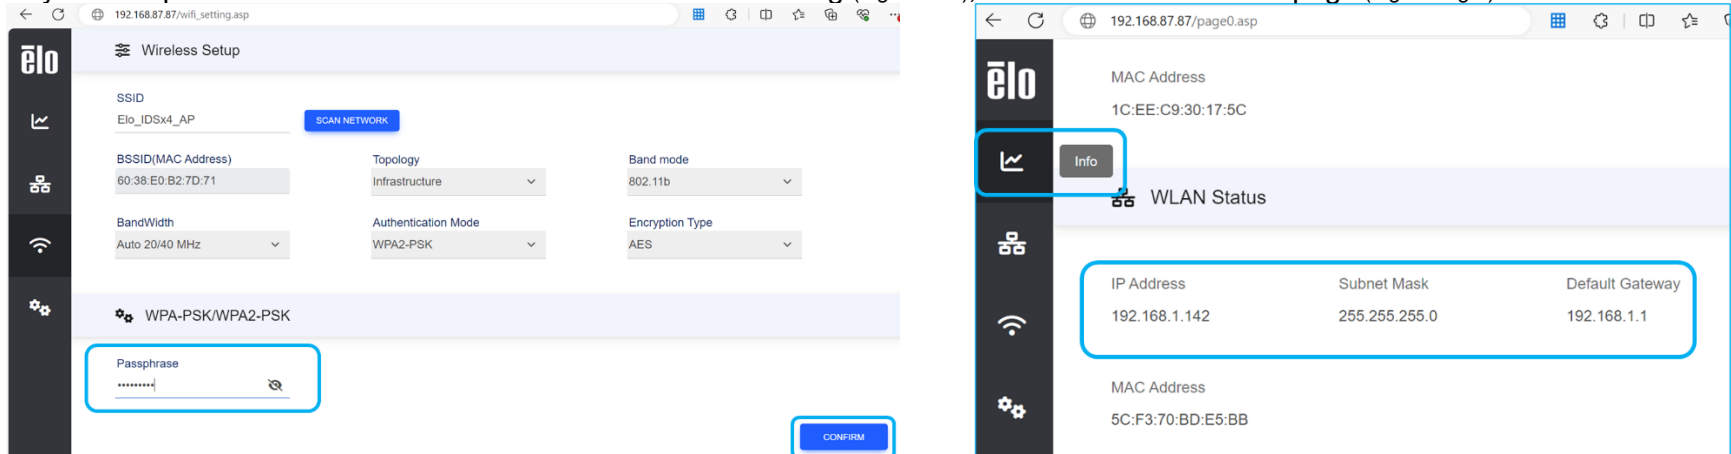 192.168.87.87/wifi_setting.asp
ēlo
Wireless Setup
SSID
Elo_IDSx4_AP
SCAN NETWORK
BSSID(MAC Address) Topology Band mode
60:38:E0:B2:7D:71 Infrastructure 802.11b
BandWidth Authentication Mode Encryption Type
Auto 20/40 MHz WPA2-PSK AES
WPA-PSK/WPA2-PSK
Passphrase
•••••••••
CONFIRM
192.168.87.87/page0.asp
ēlo
MAC Address
1C:EE:C9:30:17:5C
Info
WLAN Status
IP Address Subnet Mask Default Gateway
192.168.1.142 255.255.255.0 192.168.1.1
MAC Address
5C:F3:70:BD:E5:BB